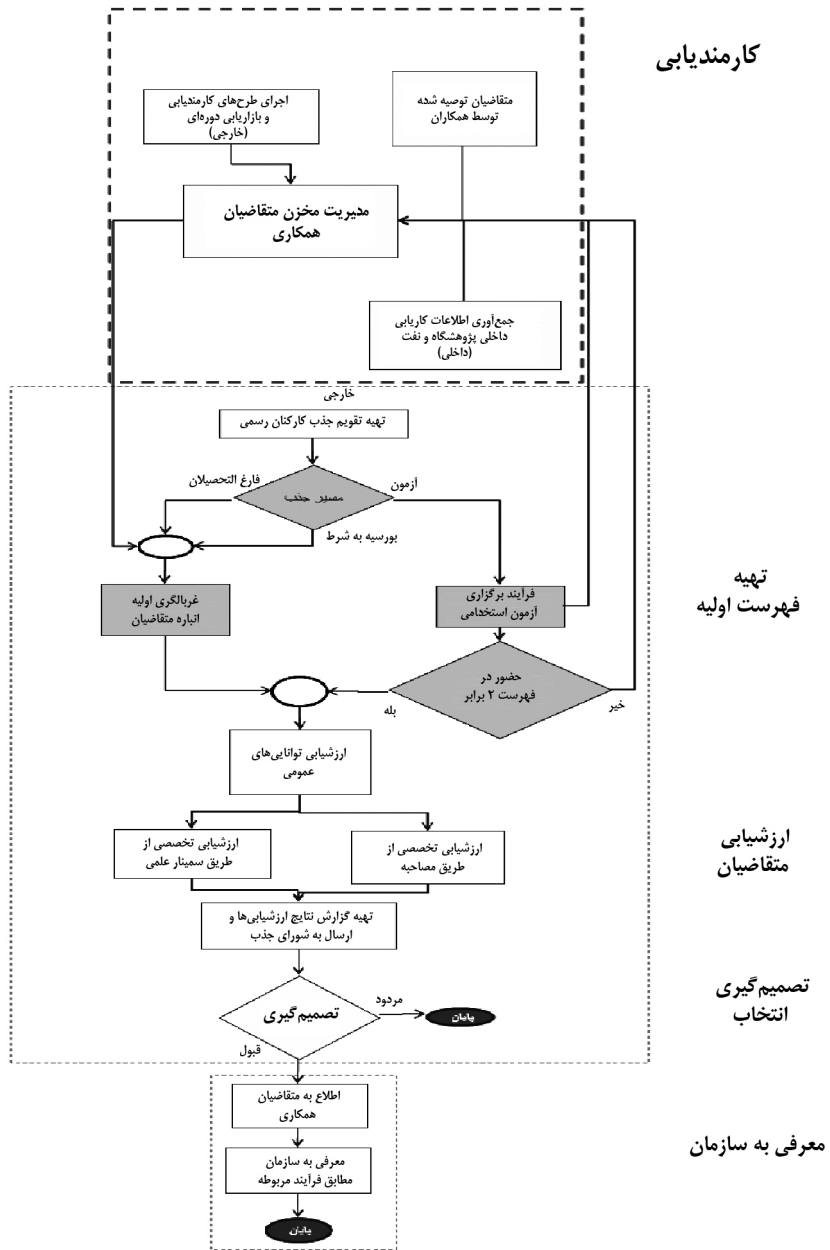 کارمندیابی
متقاضیان توصیه شده
توسط همکاران
اجرای طرح‌های کارمندیابی
و بازاریابی دوره‌ای
(خارجی)
مدیریت مخزن متقاضیان
همکاری
جمع‌آوری اطلاعات کاریابی
داخلی پژوهشگاه و نفت
(داخلی)
خارجی
تهیه تقویم جذب کارکنان رسمی
آزمون
مسیر جذب
فارغ التحصیلان
بورسیه به شرط
تهیه
فهرست اولیه
فرآیند برگزاری
آزمون استخدامی
غربالگری اولیه
انباره متقاضیان
حضور در
فهرست ۲ برابر
خیر
بله
ارزشیابی توانایی‌های
عمومی
ارزشیابی
متقاضیان
ارزشیابی تخصصی از
طریق مصاحبه
ارزشیابی تخصصی از
طریق سمینار علمی
تهیه گزارش نتایج ارزشیابی‌ها و
ارسال به شورای جذب
تصمیم‌گیری
انتخاب
تصمیم‌گیری
مردود
پایان
قبول
اطلاع به متقاضیان
همکاری
معرفی به سازمان
معرفی به سازمان
مطابق فرآیند مربوطه
پایان